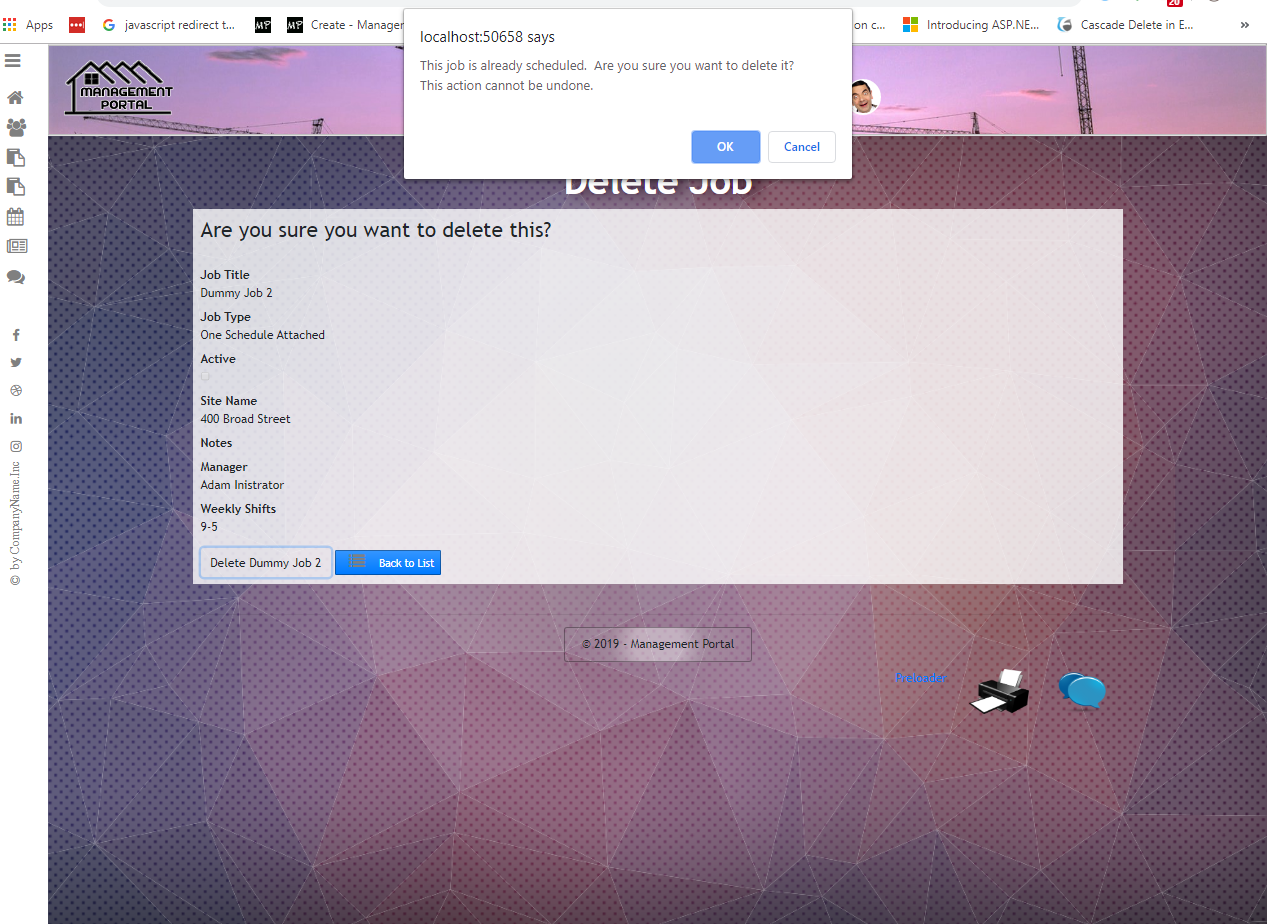 20
Apps
javascript redirect t...
MP
MP Create - Manager
on c...
Introducing ASP.NE...
Cascade Delete in E...
»
localhost:50658 says
This job is already scheduled.  Are you sure you want to delete it?
This action cannot be undone.
OK
Cancel
MANAGEMENT
PORTAL
Delete Job
Are you sure you want to delete this?
Job Title
Dummy Job 2
Job Type
One Schedule Attached
Active
Site Name
400 Broad Street
Notes
Manager
Adam Inistrator
Weekly Shifts
9-5
Delete Dummy Job 2
Back to List
© by CompanyName.Inc
© 2019 - Management Portal
Preloader